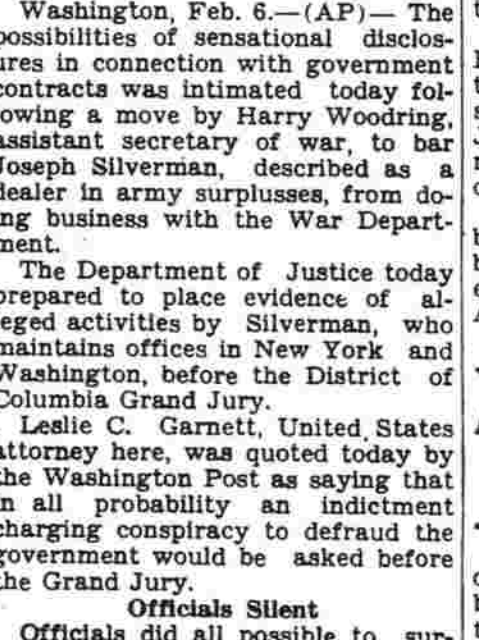 Washington, Feb. 6.—(AP)— The
possibilities of sensational disclos-
ures in connection with government
contracts was intimated today fol-
owing a move by Harry Woodring,
assistant secretary of war, to bar
Joseph Silverman, described as a
dealer in army surplusses, from do-
ng business with the War Depart-
ment.
The Department of Justice today
prepared to place evidence of al-
eged activities by Silverman, who
maintains offices in New York and
Washington, before the District of
Columbia Grand Jury.
Leslie C. Garnett, United States
attorney here, was quoted today by
the Washington Post as saying that
n all probability an indictment
charging conspiracy to defraud the
government would be asked before
the Grand Jury.
Officials Silent
Officials did all possible to sur-